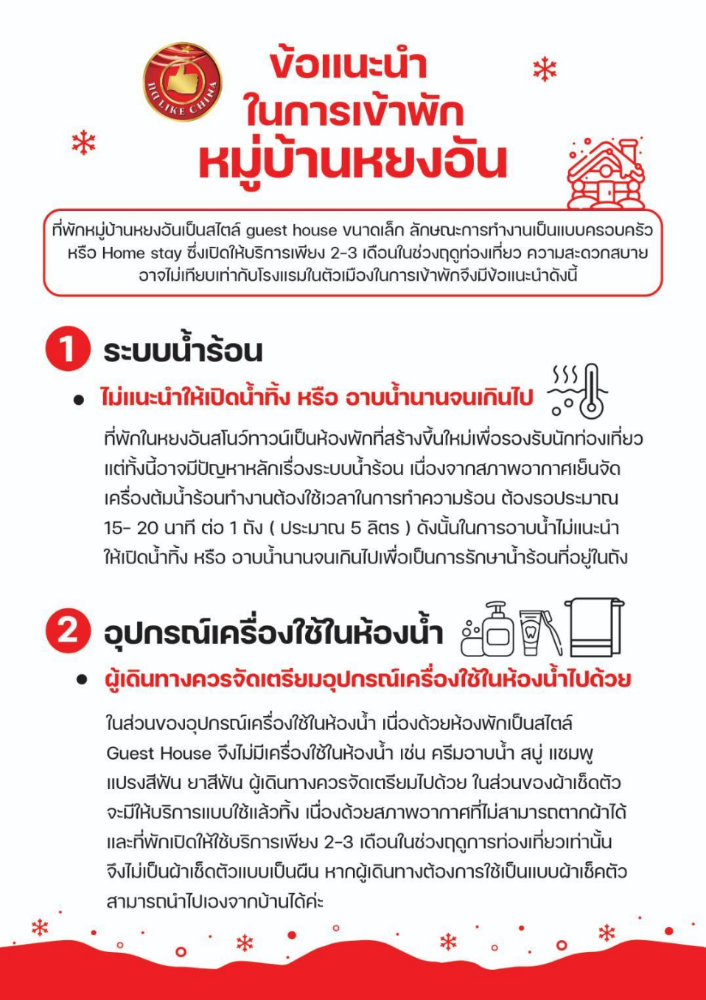 กด LIKE CHINA
ข้อแนะนำ
ในการเข้าพัก
หมู่บ้านหยงอัน
ที่พักหมู่บ้านหยงอันเป็นสไตล์ guest house ขนาดเล็ก ลักษณะการทำงานเป็นแบบครอบครัว
หรือ Home stay ซึ่งเปิดให้บริการเพียง 2-3 เดือนในช่วงฤดูท่องเที่ยว ความสะดวกสบาย
อาจไม่เทียบเท่ากับโรงแรมในตัวเมืองในการเข้าพักจึงมีข้อแนะนำดังนี้
1 ระบบน้ำร้อน
• ไม่แนะนำให้เปิดน้ำทิ้ง หรือ อาบน้ำนานจนเกินไป
ที่พักในหยงอันสโนว์ทาวน์เป็นห้องพักที่สร้างขึ้นใหม่เพื่อรองรับนักท่องเที่ยว
แต่ทั้งนี้อาจมีปัญหาหลักเรื่องระบบน้ำร้อน เนื่องจากสภาพอากาศเย็นจัด
เครื่องต้มน้ำร้อนทำงานต้องใช้เวลาในการทำความร้อน ต้องรอประมาณ
15- 20 นาที ต่อ 1 ถัง ( ประมาณ 5 ลิตร ) ดังนั้นในการอาบน้ำไม่แนะนำ
ให้เปิดน้ำทิ้ง หรือ อาบน้ำนานจนเกินไปเพื่อเป็นการรักษาน้ำร้อนที่อยู่ในถัง
2 อุปกรณ์เครื่องใช้ในห้องน้ำ
• ผู้เดินทางควรจัดเตรียมอุปกรณ์เครื่องใช้ในห้องน้ำไปด้วย
ในส่วนของอุปกรณ์เครื่องใช้ในห้องน้ำ เนื่องด้วยห้องพักเป็นสไตล์
Guest House จึงไม่มีเครื่องใช้ในห้องน้ำ เช่น ครีมอาบน้ำ สบู่ แชมพู
แปรงสีฟัน ยาสีฟัน ผู้เดินทางควรจัดเตรียมไปด้วย ในส่วนของผ้าเช็ดตัว
จะมีให้บริการแบบใช้แล้วทิ้ง เนื่องด้วยสภาพอากาศที่ไม่สามารถตากผ้าได้
และที่พักเปิดให้ใช้บริการเพียง 2-3 เดือนในช่วงฤดูการท่องเที่ยวเท่านั้น
จึงไม่เป็นผ้าเช็ดตัวแบบเป็นผืน หากผู้เดินทางต้องการใช้เป็นแบบผ้าเช็คตัว
สามารถนำไปเองจากบ้านได้ค่ะ